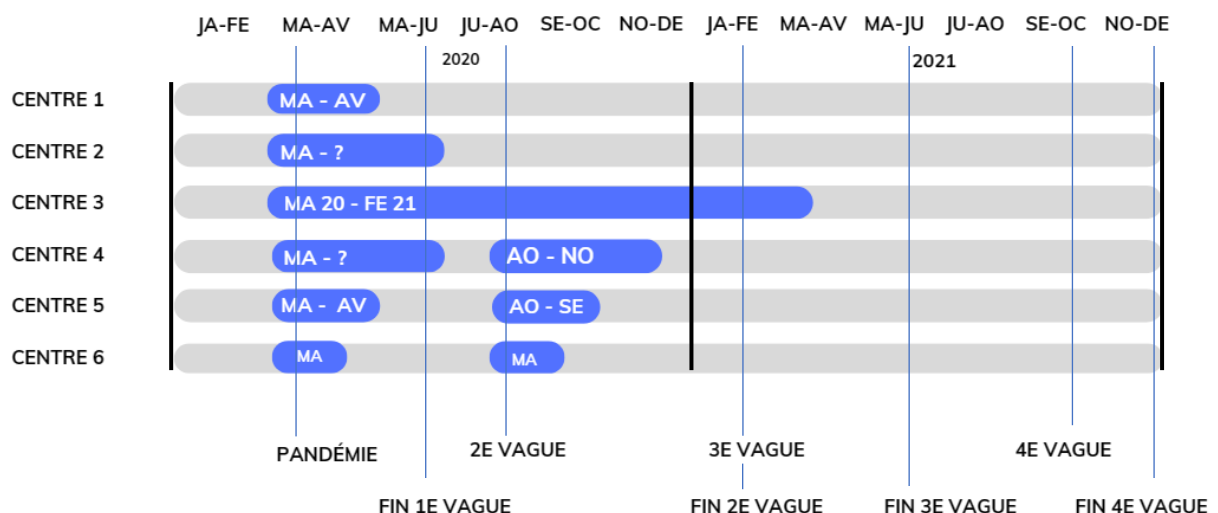 JA-FE MA-AV MA-JU JU-AO SE-OC NO-DE JA-FE MA-AV MA-JU JU-AO SE-OC NO-DE
2020 2021
CENTRE 1 MA - AV
CENTRE 2 MA - ?
CENTRE 3 MA 20 - FE 21
CENTRE 4 MA - ? AO - NO
CENTRE 5 MA - AV AO - SE
CENTRE 6 MA MA
PANDÉMIE 2E VAGUE 3E VAGUE 4E VAGUE
FIN 1E VAGUE FIN 2E VAGUE FIN 3E VAGUE FIN 4E VAGUE